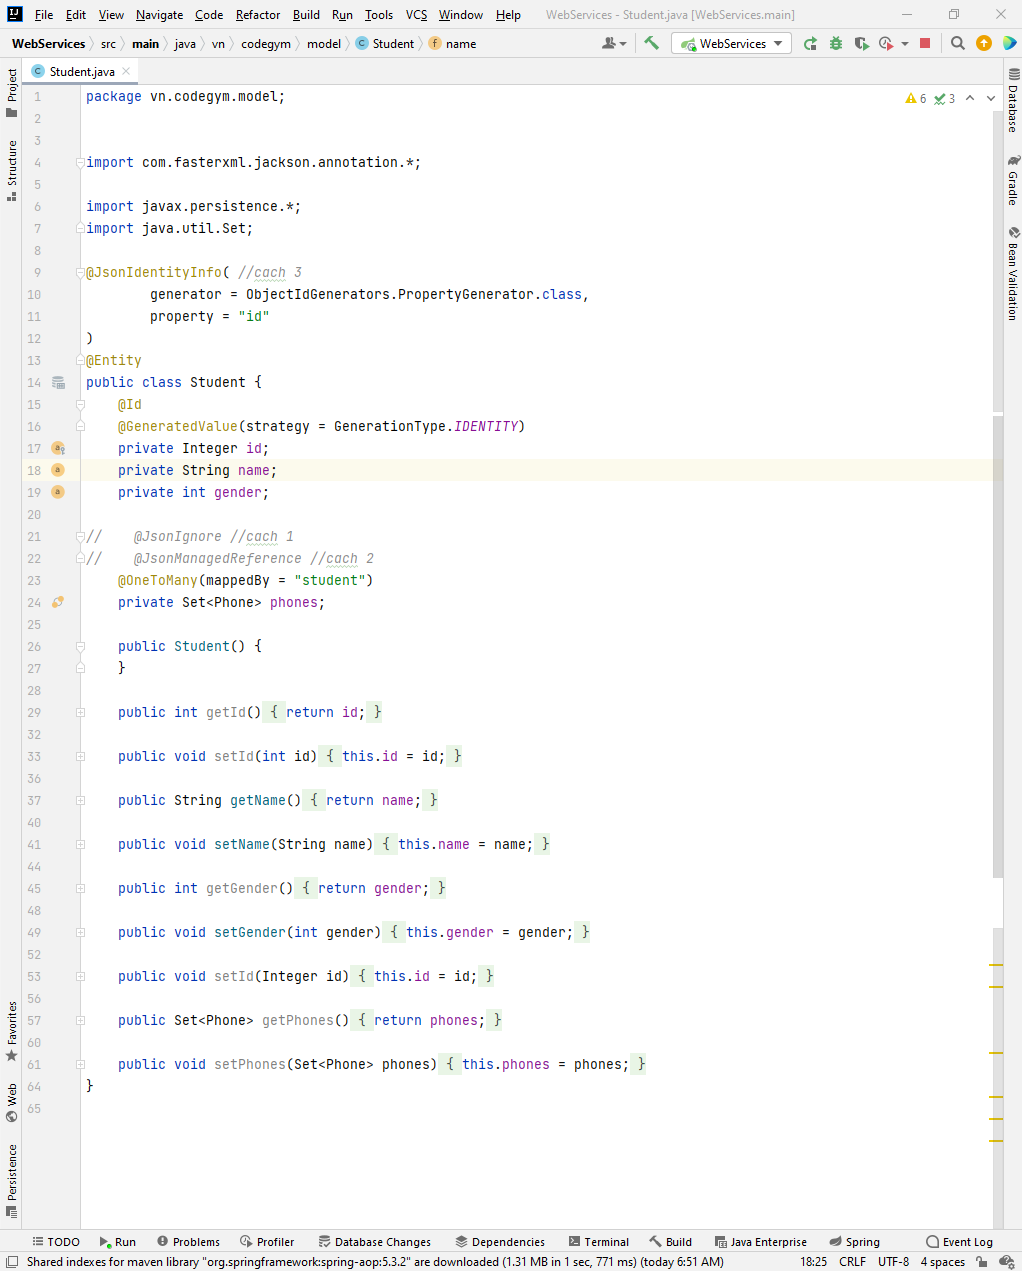 File Edit View Navigate Code Refactor Build Run Tools VCS Window Help WebServices - Student.java [WebServices.main]
WebServices src main java vn codegym model C Student f name WebServices
C Student.java
Project
Structure
Favorites
Web
Persistence
Database
Gradle
Bean Validation
6 3
1 package vn.codegym.model;
2
3
4 import com.fasterxml.jackson.annotation.*;
5
6 import javax.persistence.*;
7 import java.util.Set;
8
9 @JsonIdentityInfo( //cach 3
10 generator = ObjectIdGenerators.PropertyGenerator.class,
11 property = "id"
12 )
13 @Entity
14 public class Student {
15 @Id
16 @GeneratedValue(strategy = GenerationType.IDENTITY)
17 private Integer id;
18 private String name;
19 private int gender;
20
21 // @JsonIgnore //cach 1
22 // @JsonManagedReference //cach 2
23 @OneToMany(mappedBy = "student")
24 private Set<Phone> phones;
25
26 public Student() {
27 }
28
29 public int getId() { return id; }
32
33 public void setId(int id) { this.id = id; }
36
37 public String getName() { return name; }
40
41 public void setName(String name) { this.name = name; }
44
45 public int getGender() { return gender; }
48
49 public void setGender(int gender) { this.gender = gender; }
52
53 public void setId(Integer id) { this.id = id; }
56
57 public Set<Phone> getPhones() { return phones; }
60
61 public void setPhones(Set<Phone> phones) { this.phones = phones; }
64 }
65
TODO Run Problems Profiler Database Changes Dependencies Terminal Build Java Enterprise Spring Event Log
Shared indexes for maven library "org.springframework:spring-aop:5.3.2" are downloaded (1.31 MB in 1 sec, 771 ms) (today 6:51 AM) 18:25 CRLF UTF-8 4 spaces